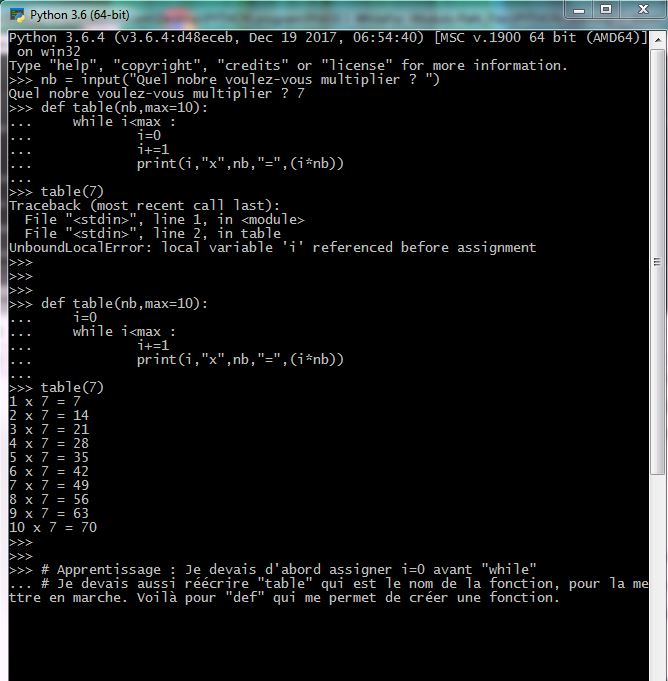 Python 3.6 (64-bit)
Python 3.6.4 (v3.6.4:d48eceb, Dec 19 2017, 06:54:40) [MSC v.1900 64 bit (AMD64)]
 on win32
Type "help", "copyright", "credits" or "license" for more information.
>>> nb = input("Quel nobre voulez-vous multiplier ? ")
Quel nobre voulez-vous multiplier ? 7
>>> def table(nb,max=10):
...     while i<max :
...             i=0
...             i+=1
...             print(i,"x",nb,"=",(i*nb))
...
>>> table(7)
Traceback (most recent call last):
  File "<stdin>", line 1, in <module>
  File "<stdin>", line 2, in table
UnboundLocalError: local variable 'i' referenced before assignment
>>>
>>>
>>>
>>> def table(nb,max=10):
...     i=0
...     while i<max :
...             i+=1
...             print(i,"x",nb,"=",(i*nb))
...
>>> table(7)
1 x 7 = 7
2 x 7 = 14
3 x 7 = 21
4 x 7 = 28
5 x 7 = 35
6 x 7 = 42
7 x 7 = 49
8 x 7 = 56
9 x 7 = 63
10 x 7 = 70
>>>
>>>
>>> # Apprentissage : Je devais d'abord assigner i=0 avant "while"
... # Je devais aussi réécrire "table" qui est le nom de la fonction, pour la me
ttre en marche. Voilà pour "def" qui me permet de créer une fonction.